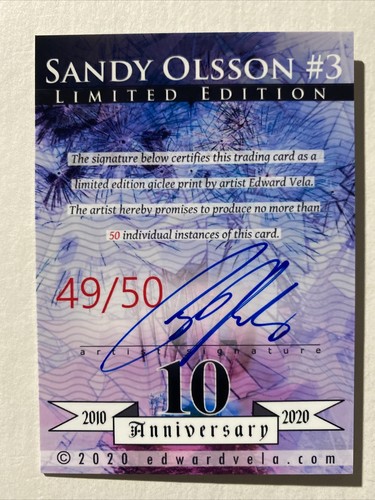 SANDY OLSSON #3
LIMITED EDITION
The signature below certifies this trading card as a
limited edition giclee print by artist Edward Vela.
The artist hereby promises to produce no more than
50 individual instances of this card.
49/50
artist signature
10
2010 Anniversary 2020
© 2020 edwardvela.com